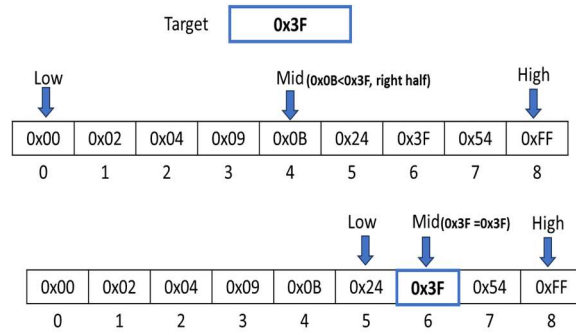 Target 0x3F
Low Mid (0x0B<0x3F, right half) High
0x00 0x02 0x04 0x09 0x0B 0x24 0x3F 0x54 0xFF
0 1 2 3 4 5 6 7 8
Low Mid(0x3F =0x3F) High
0x00 0x02 0x04 0x09 0x0B 0x24 0x3F 0x54 0xFF
0 1 2 3 4 5 6 7 8